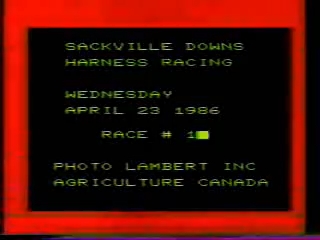 SACKVILLE DOWNS
HARNESS RACING
WEDNESDAY
APRIL 23 1986
RACE # 1
PHOTO LAMBERT INC
AGRICULTURE CANADA